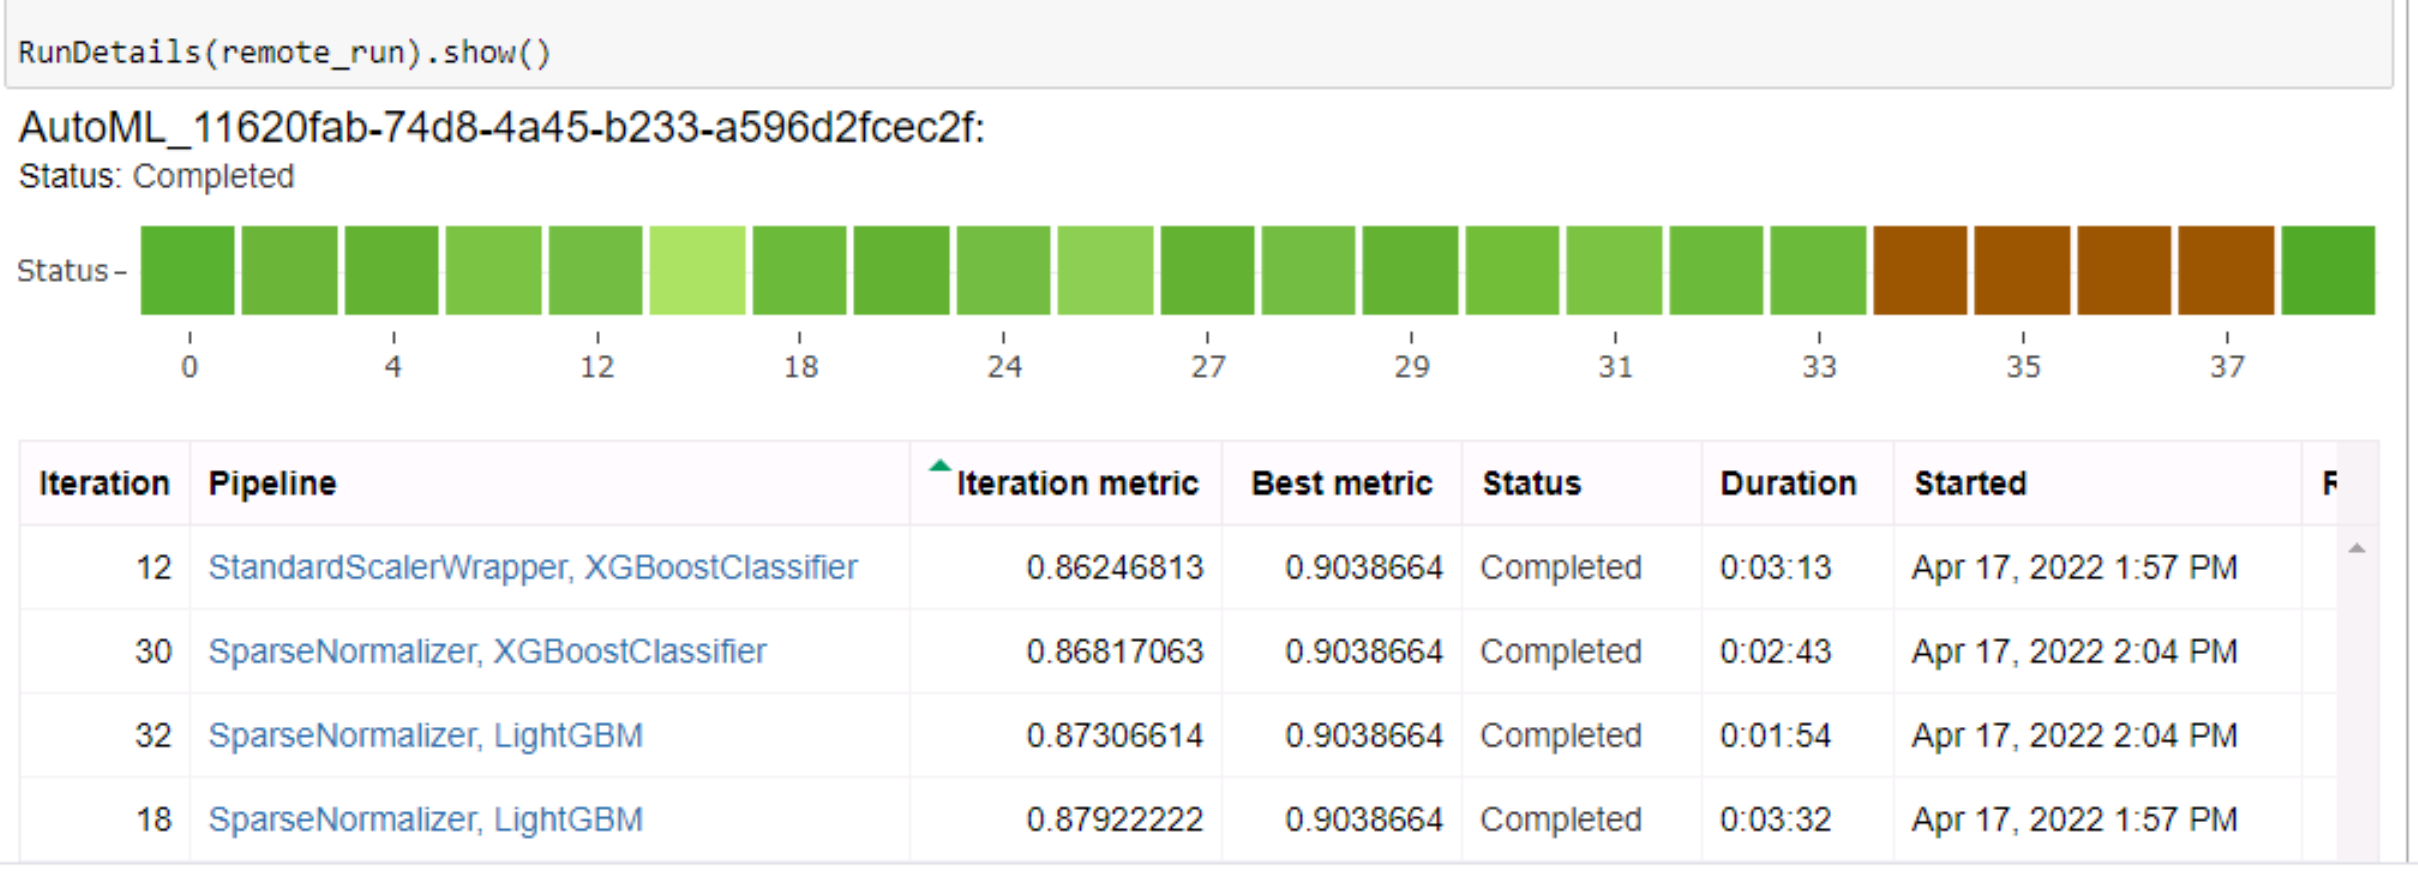 RunDetails(remote_run).show()
AutoML_11620fab-74d8-4a45-b233-a596d2fcec2f:
Status: Completed
Status
0 4 12 18 24 27 29 31 33 35 37
Iteration Pipeline Iteration metric Best metric Status Duration Started
12 StandardScalerWrapper, XGBoostClassifier 0.86246813 0.9038664 Completed 0:03:13 Apr 17, 2022 1:57 PM
30 SparseNormalizer, XGBoostClassifier 0.86817063 0.9038664 Completed 0:02:43 Apr 17, 2022 2:04 PM
32 SparseNormalizer, LightGBM 0.87306614 0.9038664 Completed 0:01:54 Apr 17, 2022 2:04 PM
18 SparseNormalizer, LightGBM 0.87922222 0.9038664 Completed 0:03:32 Apr 17, 2022 1:57 PM